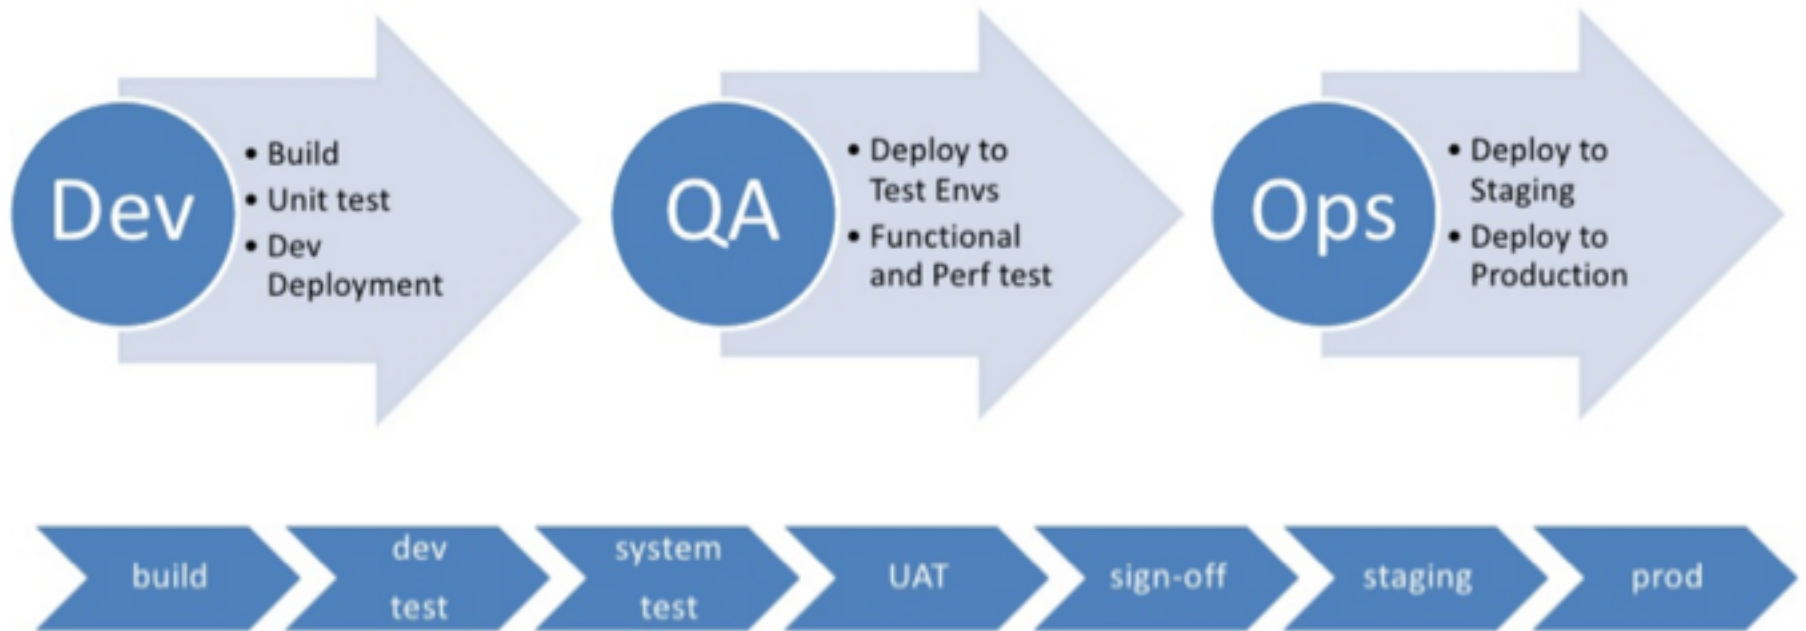 Dev
• Build
• Unit test
• Dev
Deployment
QA
• Deploy to
Test Envs
• Functional
and Perf test
Ops
• Deploy to
Staging
• Deploy to
Production
build
dev
test
system
test
UAT
sign-off
staging
prod